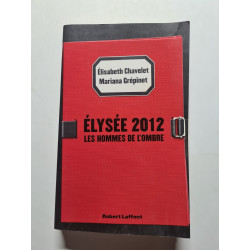 Élisabeth Chavelet
Mariana Grépinet
ÉLYSÉE 2012
LES HOMMES DE L'OMBRE
Robert Laffont